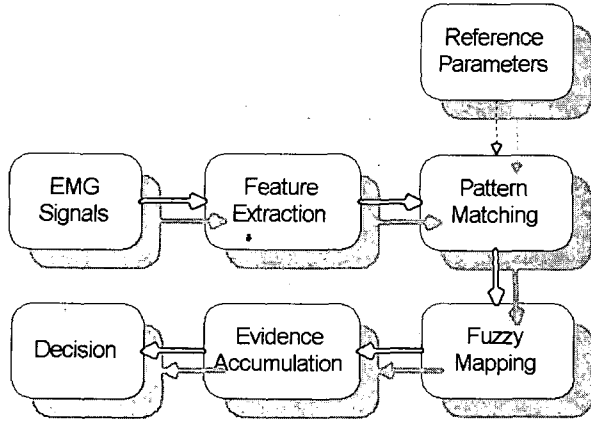 Reference
Parameters
EMG
Signals
Feature
Extraction
Pattern
Matching
Decision
Evidence
Accumulation
Fuzzy
Mapping